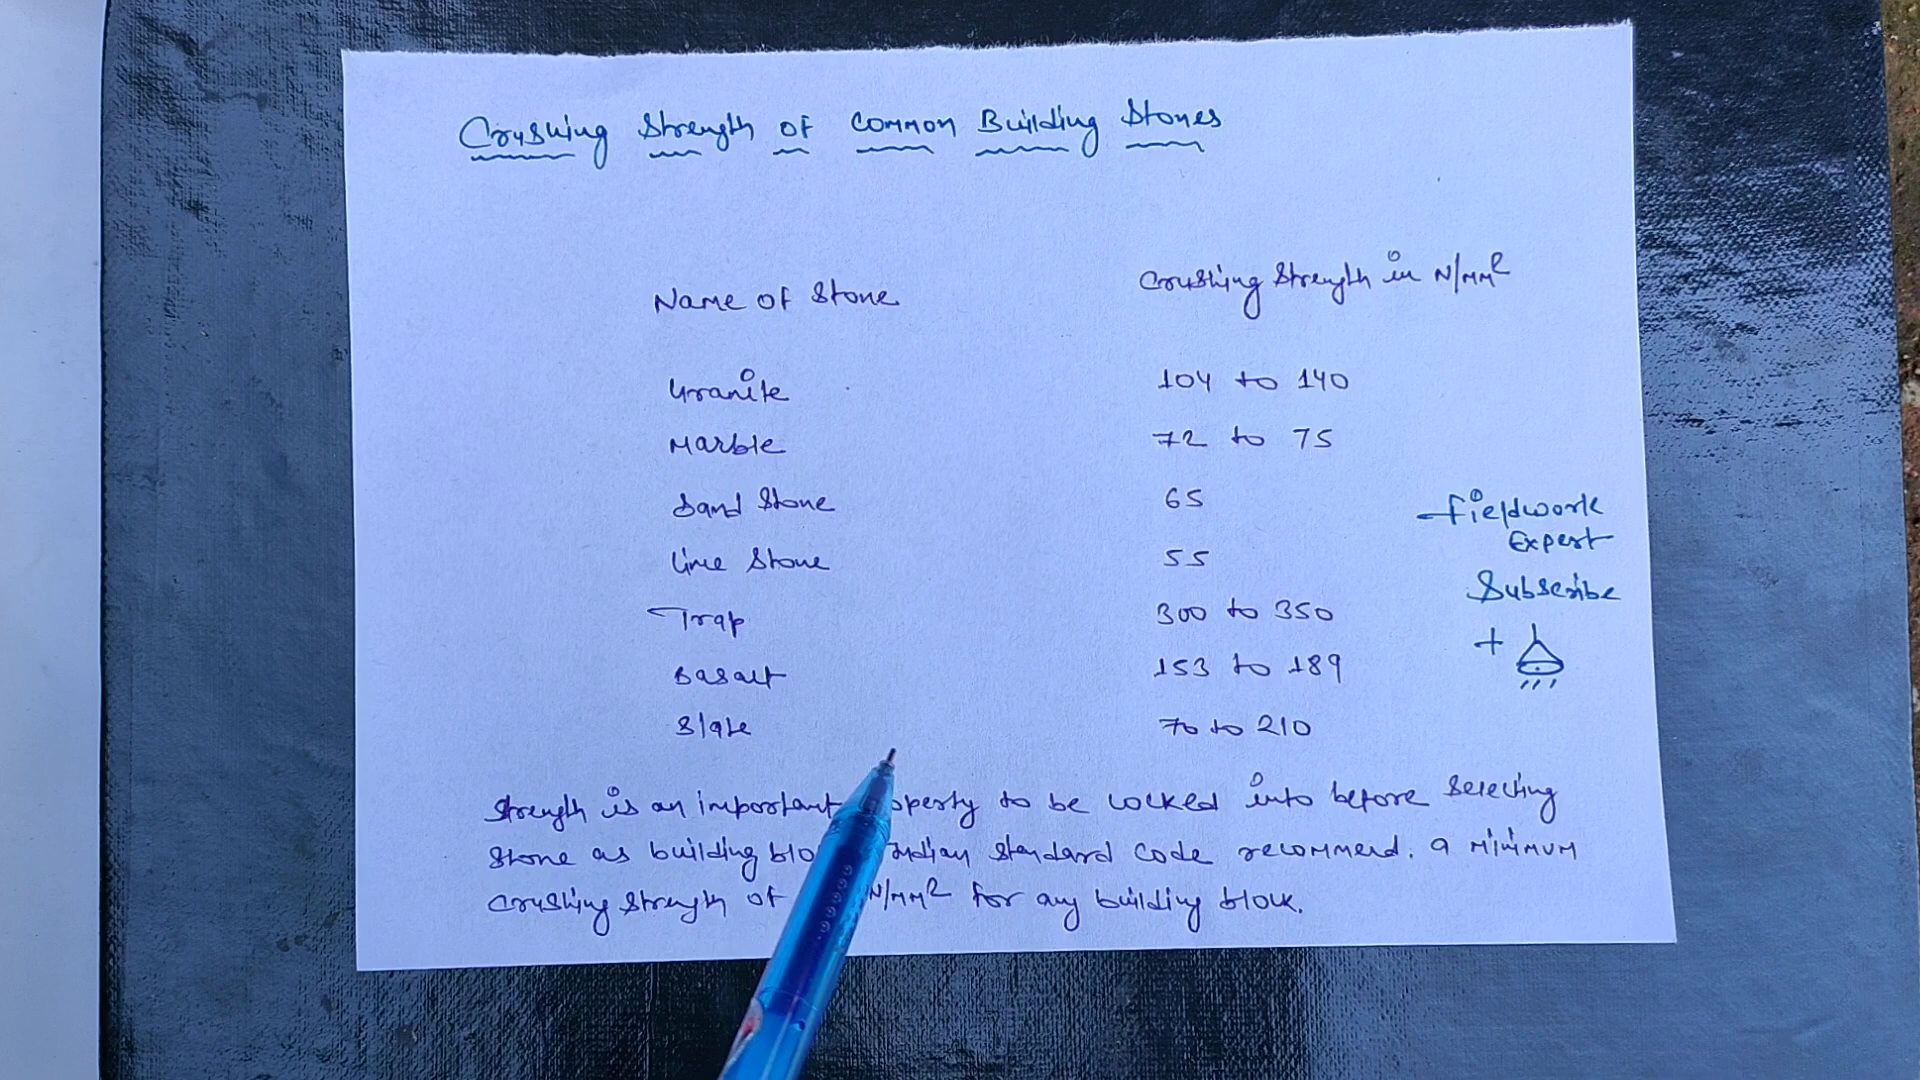 Crushing Strength of Common Building Stones
Name of Stone Crushing Strength in N/MM²
Granite 104 to 140
Marble 72 to 75
Sand Stone 65
Lime Stone 55
Trap 300 to 350
Basalt 153 to 189
Slate 70 to 210
Fieldwork
Expert
Subscribe
+
Strength is an important to be locked into before Selecting
Stone as building Indian Standard Code recommend. a Minimum
Crushing Strength of N/MM² for any building block.